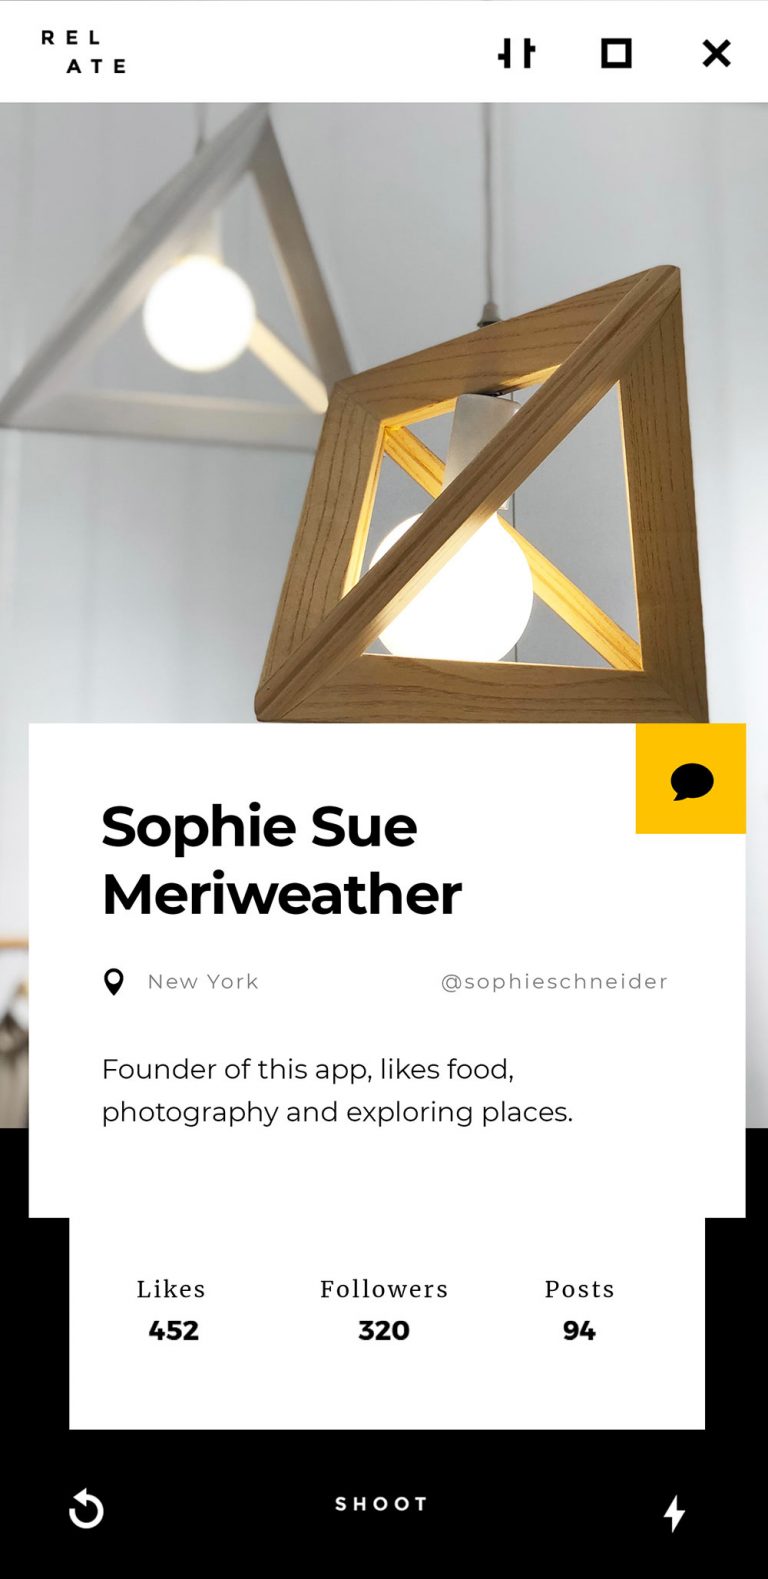 REL
ATE
Sophie Sue
Meriweather
New York @sophieschneider
Founder of this app, likes food,
photography and exploring places.
Likes Followers Posts
452 320 94
SHOOT